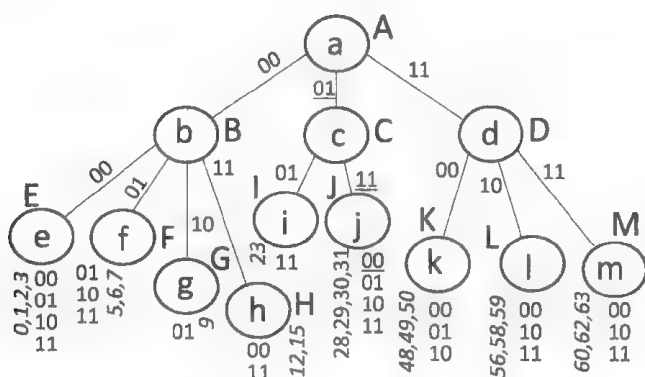 A
a
00
01
11
b
B
c
C
d
D
00
01
11
01
11
00
10
11
E
I
J
10
K
L
M
e
f
F
i
j
G
g
k
l
m
h
H
0,1,2,3
00
01
10
11
01
10
11
5,6,7
01
9
00
11
12,15
23
11
28,29,30,31
00
01
10
11
48,49,50
00
01
10
56,58,59
00
10
11
60,62,63
00
10
11